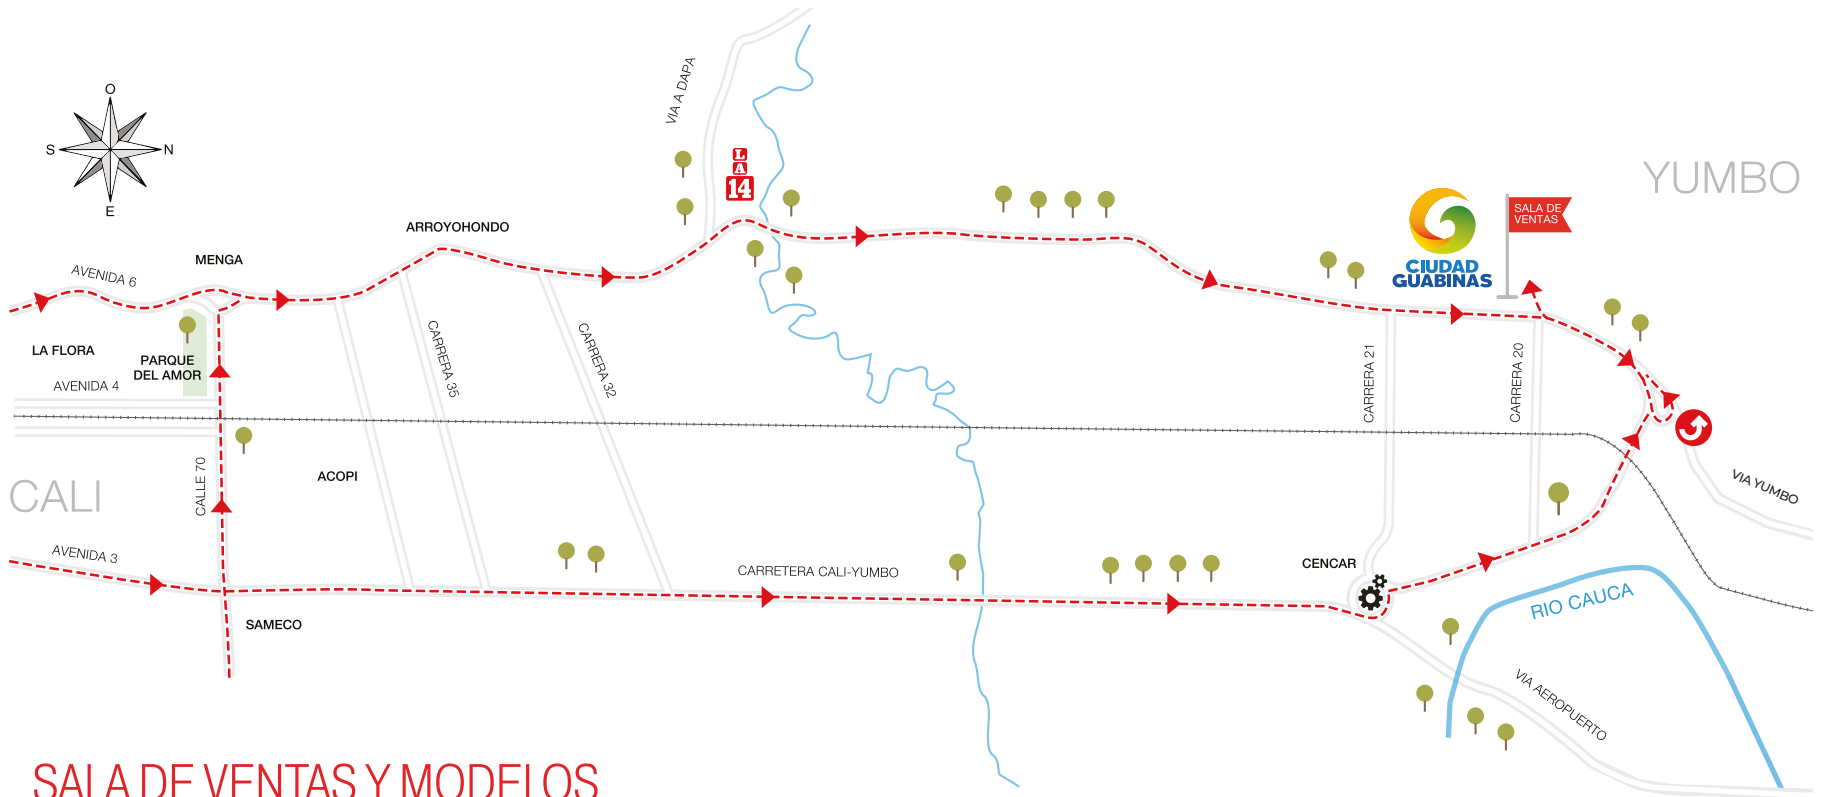 O
S
N
E
VIA A DAPA
LA
14
YUMBO
SALA DE
VENTAS
CIUDAD
GUABINAS
ARROYOHONDO
MENGA
AVENIDA 6
LA FLORA
PARQUE
DEL AMOR
AVENIDA 4
CARRERA 35
CARRERA 32
CARRERA 21
CARRERA 20
CALLE 70
ACOPI
CALI
VIA YUMBO
AVENIDA 3
CARRETERA CALI-YUMBO
CENCAR
RIO CAUCA
SAMECO
VIA AEROPUERTO
SALA DE VENTAS Y MODELOS